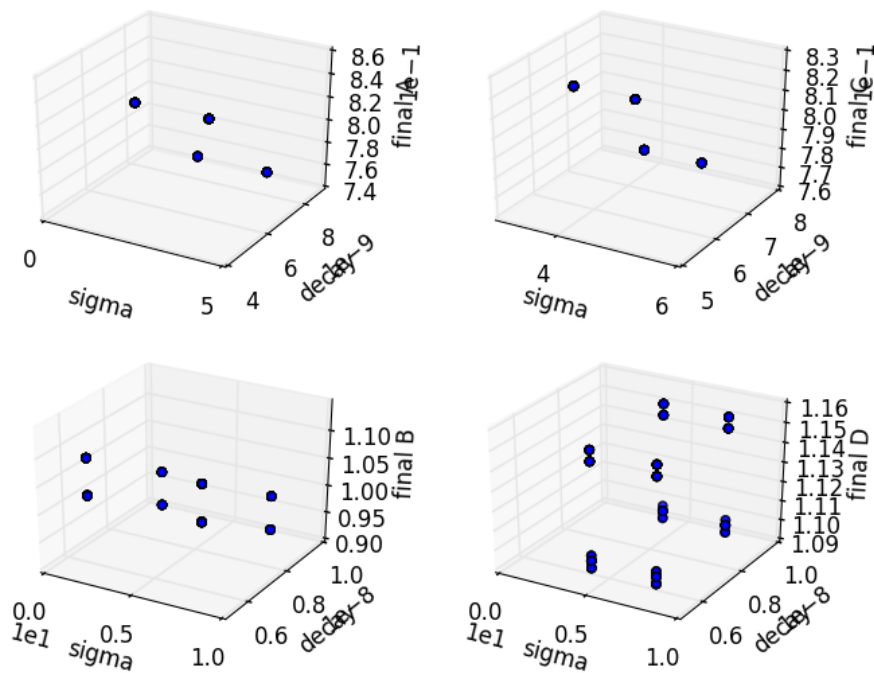 8.6
8.4
8.2
8.0
7.8
7.6
7.4
final A
1e−1
0
5
sigma
4
6
8
decay
1e−9
8.3
8.2
8.1
8.0
7.9
7.8
7.7
7.6
final C
1e−1
4
6
sigma
5
6
7
8
decay
1e−9
1.10
1.05
1.00
0.95
0.90
final B
0.0
0.5
1.0
1e1
sigma
0.6
0.8
1.0
decay
1e−8
1.16
1.15
1.14
1.13
1.12
1.11
1.10
1.09
final D
0.0
0.5
1.0
1e1
sigma
0.6
0.8
1.0
decay
1e−8